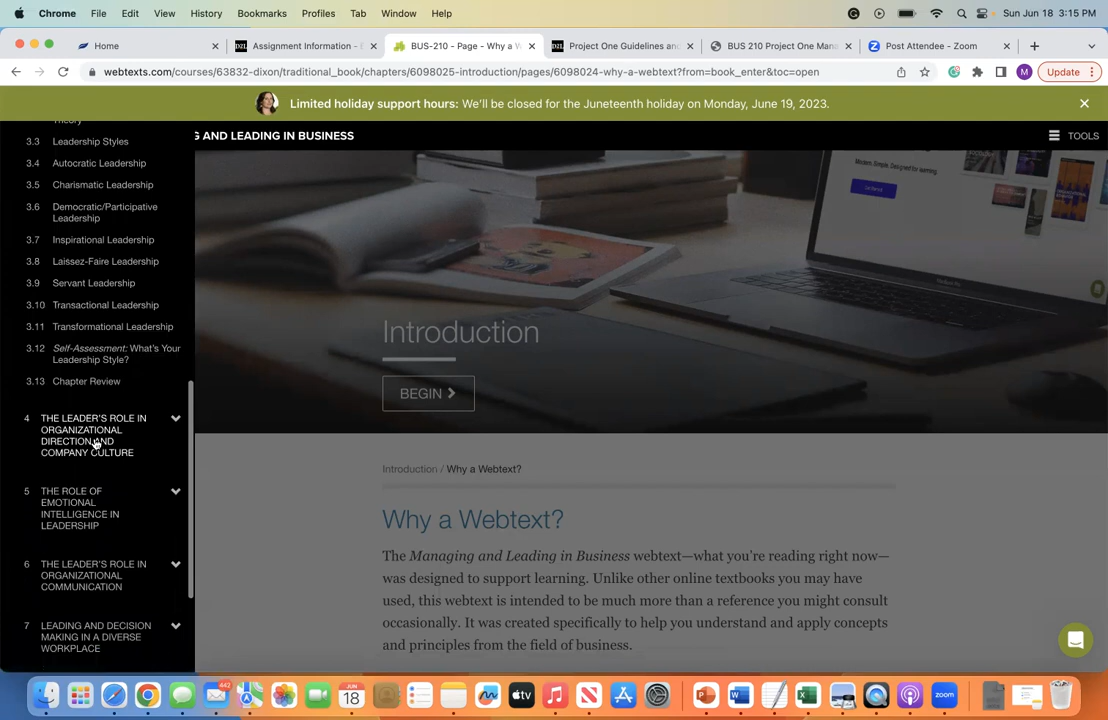 Chrome File Edit View History Bookmarks Profiles Tab Window Help Sun Jun 18 3:15 PM
Home Assignment Information - BUS-210 - Page - Why a W Project One Guidelines and BUS 210 Project One Man Post Attendee - Zoom
webtexts.com/courses/63832-dixon/traditional_book/chapters/6098025-introduction/pages/6098024-why-a-webtext?from=book_enter&toc=open M Update
Limited holiday support hours: We'll be closed for the Juneteenth holiday on Monday, June 19, 2023.
G AND LEADING IN BUSINESS TOOLS
Theory
3.3 Leadership Styles
3.4 Autocratic Leadership
3.5 Charismatic Leadership
3.6 Democratic/Participative
Leadership
3.7 Inspirational Leadership
3.8 Laissez-Faire Leadership
3.9 Servant Leadership
3.10 Transactional Leadership
3.11 Transformational Leadership
3.12 Self-Assessment: What's Your
Leadership Style?
3.13 Chapter Review
4 THE LEADER'S ROLE IN
ORGANIZATIONAL
DIRECTION AND
COMPANY CULTURE
5 THE ROLE OF
EMOTIONAL
INTELLIGENCE IN
LEADERSHIP
6 THE LEADER'S ROLE IN
ORGANIZATIONAL
COMMUNICATION
7 LEADING AND DECISION
MAKING IN A DIVERSE
WORKPLACE
Modern. Simple. Designed for learning.
Introduction
BEGIN
Introduction / Why a Webtext?
Why a Webtext?
The Managing and Leading in Business webtext—what you're reading right now—
was designed to support learning. Unlike other online textbooks you may have
used, this webtext is intended to be much more than a reference you might consult
occasionally. It was created specifically to help you understand and apply concepts
and principles from the field of business.
442
JUN
18
tv
zoom